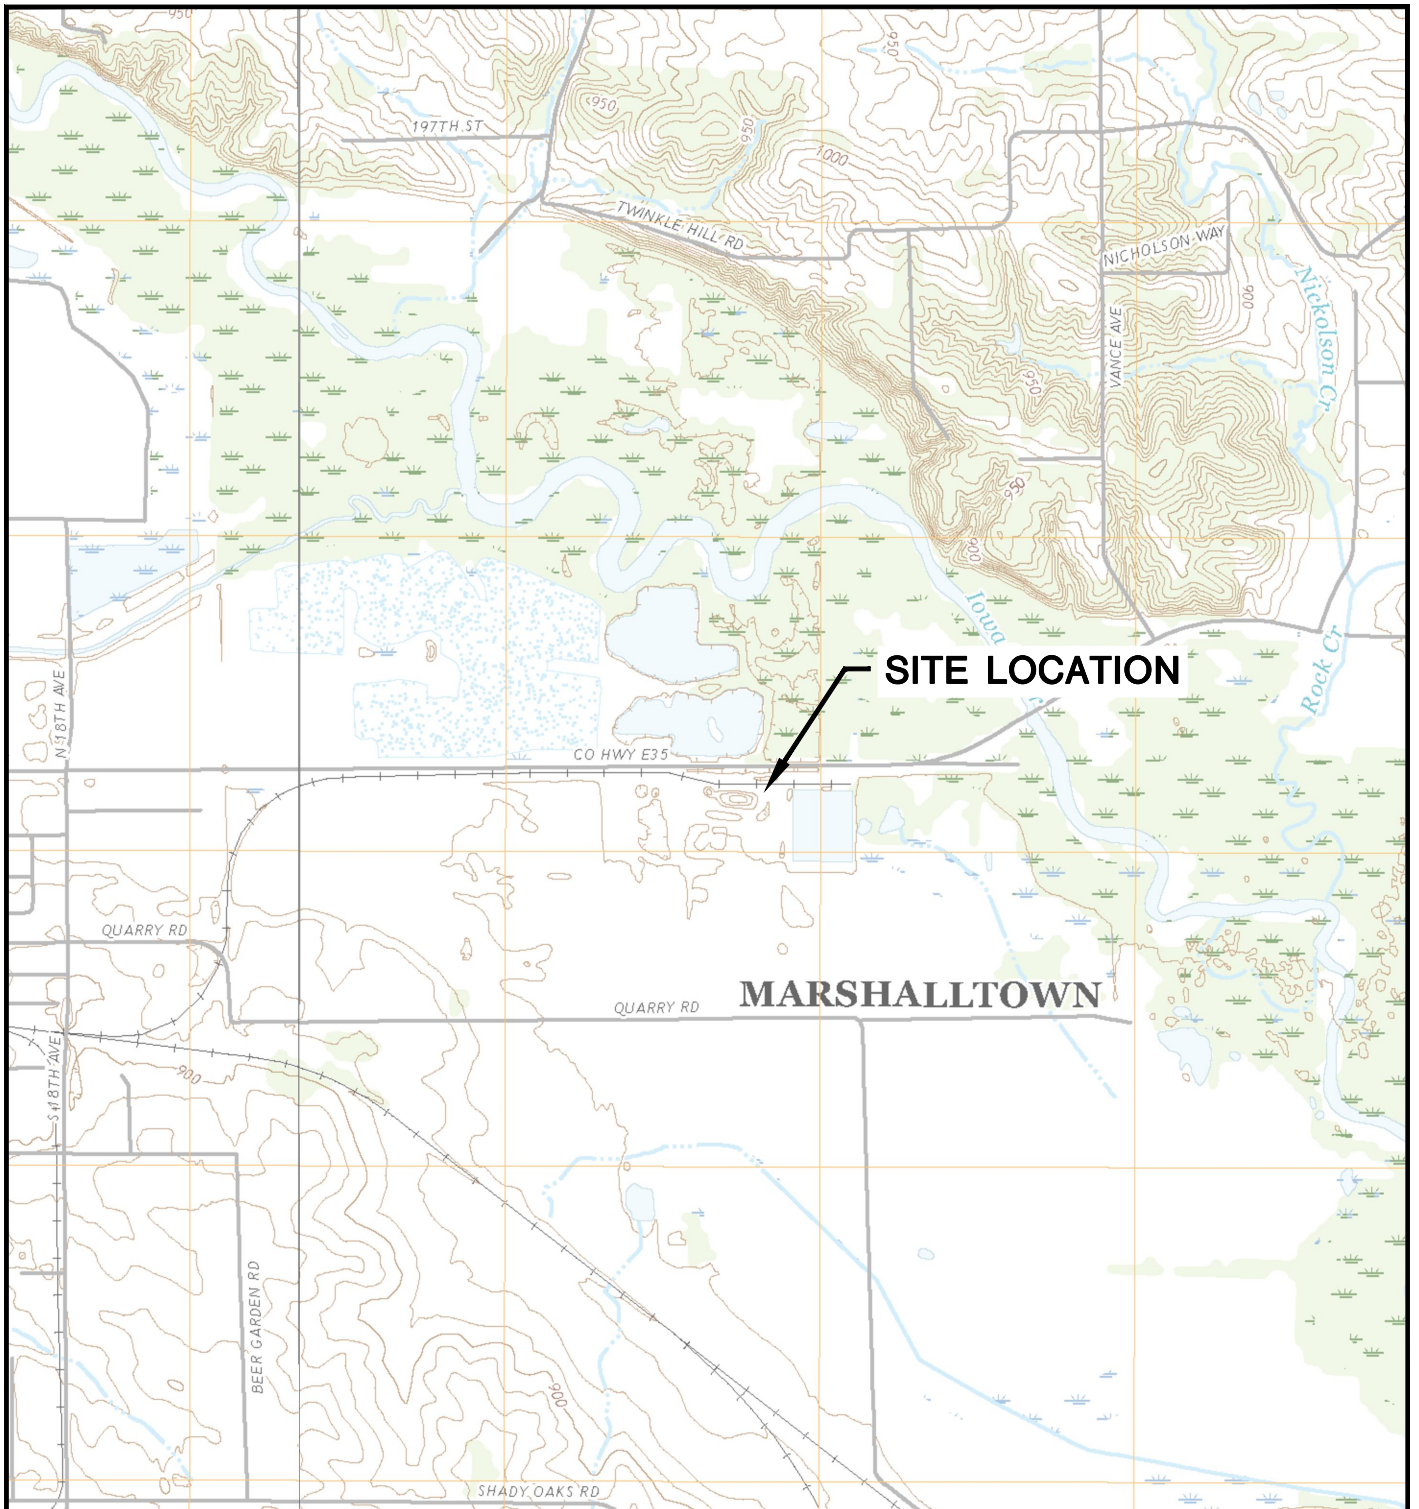 950
950
197TH ST
950
950
1000
TWINKLE HILL RD
NICHOLSON WAY
900
Nickolson Cr
VANCE AVE
950
950
900
Iowa
SITE LOCATION
Rock Cr
N 18TH AVE
CO HWY E35
QUARRY RD
MARSHALLTOWN
QUARRY RD
S 18TH AVE
900
BEER GARDEN RD
900
SHADY OAKS RD